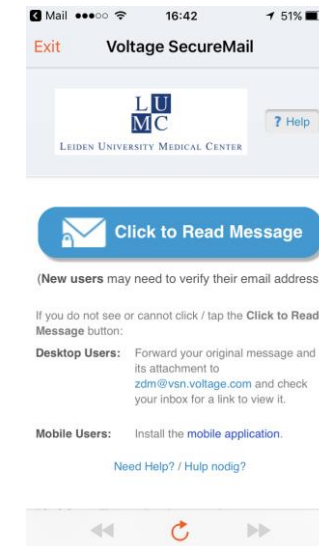 Mail 16:42 51%
Exit Voltage SecureMail
L U
M C
LEIDEN UNIVERSITY MEDICAL CENTER
? Help
Click to Read Message
(New users may need to verify their email address
If you do not see or cannot click / tap the Click to Read
Message button:
Desktop Users: Forward your original message and
its attachment to
zdm@vsn.voltage.com and check
your inbox for a link to view it.
Mobile Users: Install the mobile application.
Need Help? / Hulp nodig?